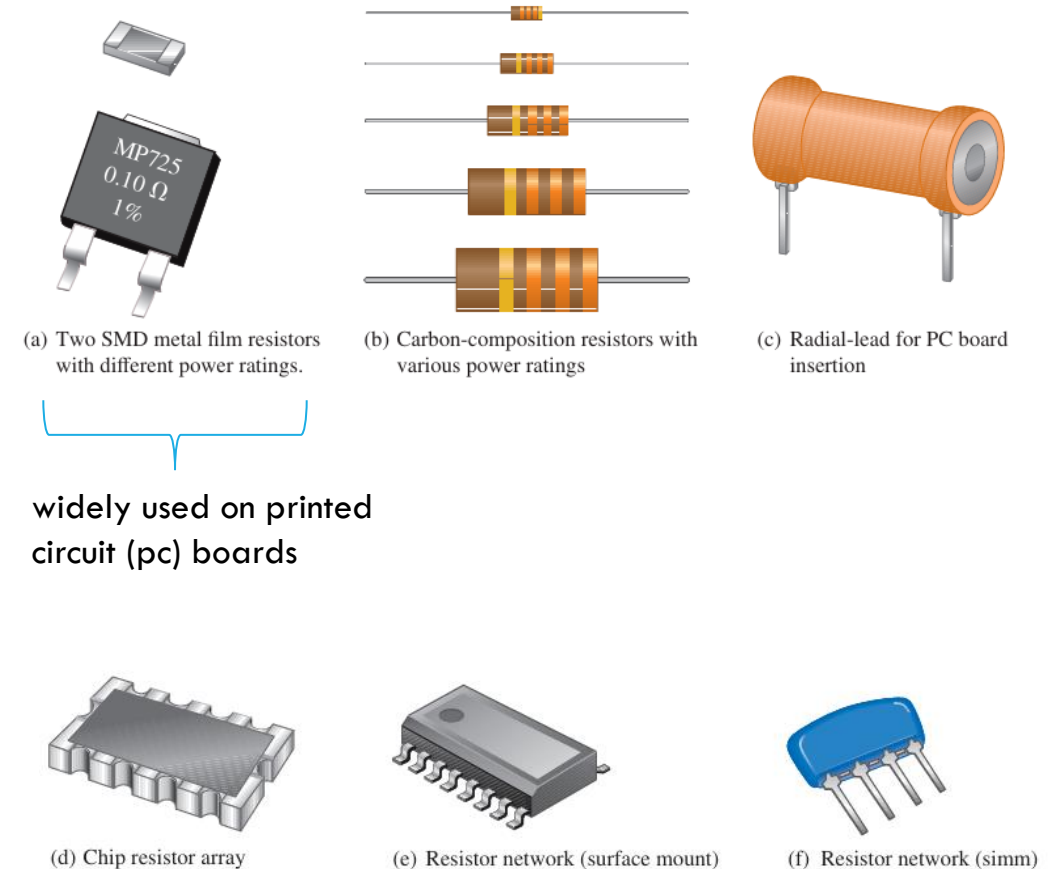 MP725
0.10 Ω
1%
(a) Two SMD metal film resistors
with different power ratings.
(b) Carbon-composition resistors with
various power ratings
(c) Radial-lead for PC board
insertion
widely used on printed
circuit (pc) boards
(d) Chip resistor array
(e) Resistor network (surface mount)
(f) Resistor network (simm)